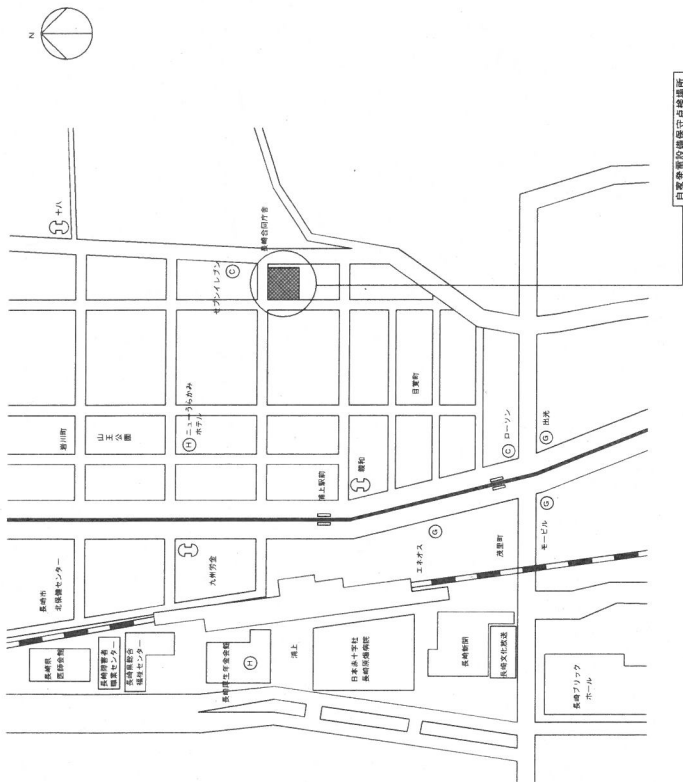 N
十八
長崎合同庁舎
セブンイレブン
C
自家発電設備保守点検場所
岩川町
山王
公園
H ニューうらかみ
ホテル
目覚町
C ローソン
G 出光
浦上駅前
親和
長崎市
北保健センター
九州労金
エネオス
G
茂里町
モービル
G
長崎県
医師会館
長崎障害者
職業センター
長崎県総合
福祉センター
長崎厚生年金会館
H
浦上
日本赤十字社
長崎原爆病院
長崎新聞
長崎文化放送
長崎ブリック
ホール